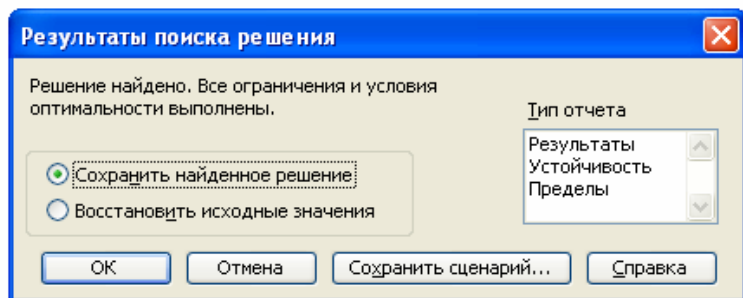 Результаты поиска решения
Решение найдено. Все ограничения и условия
оптимальности выполнены.
Тип отчета
Результаты
Устойчивость
Пределы
Сохранить найденное решение
Восстановить исходные значения
ОК
Отмена
Сохранить сценарий...
Справка